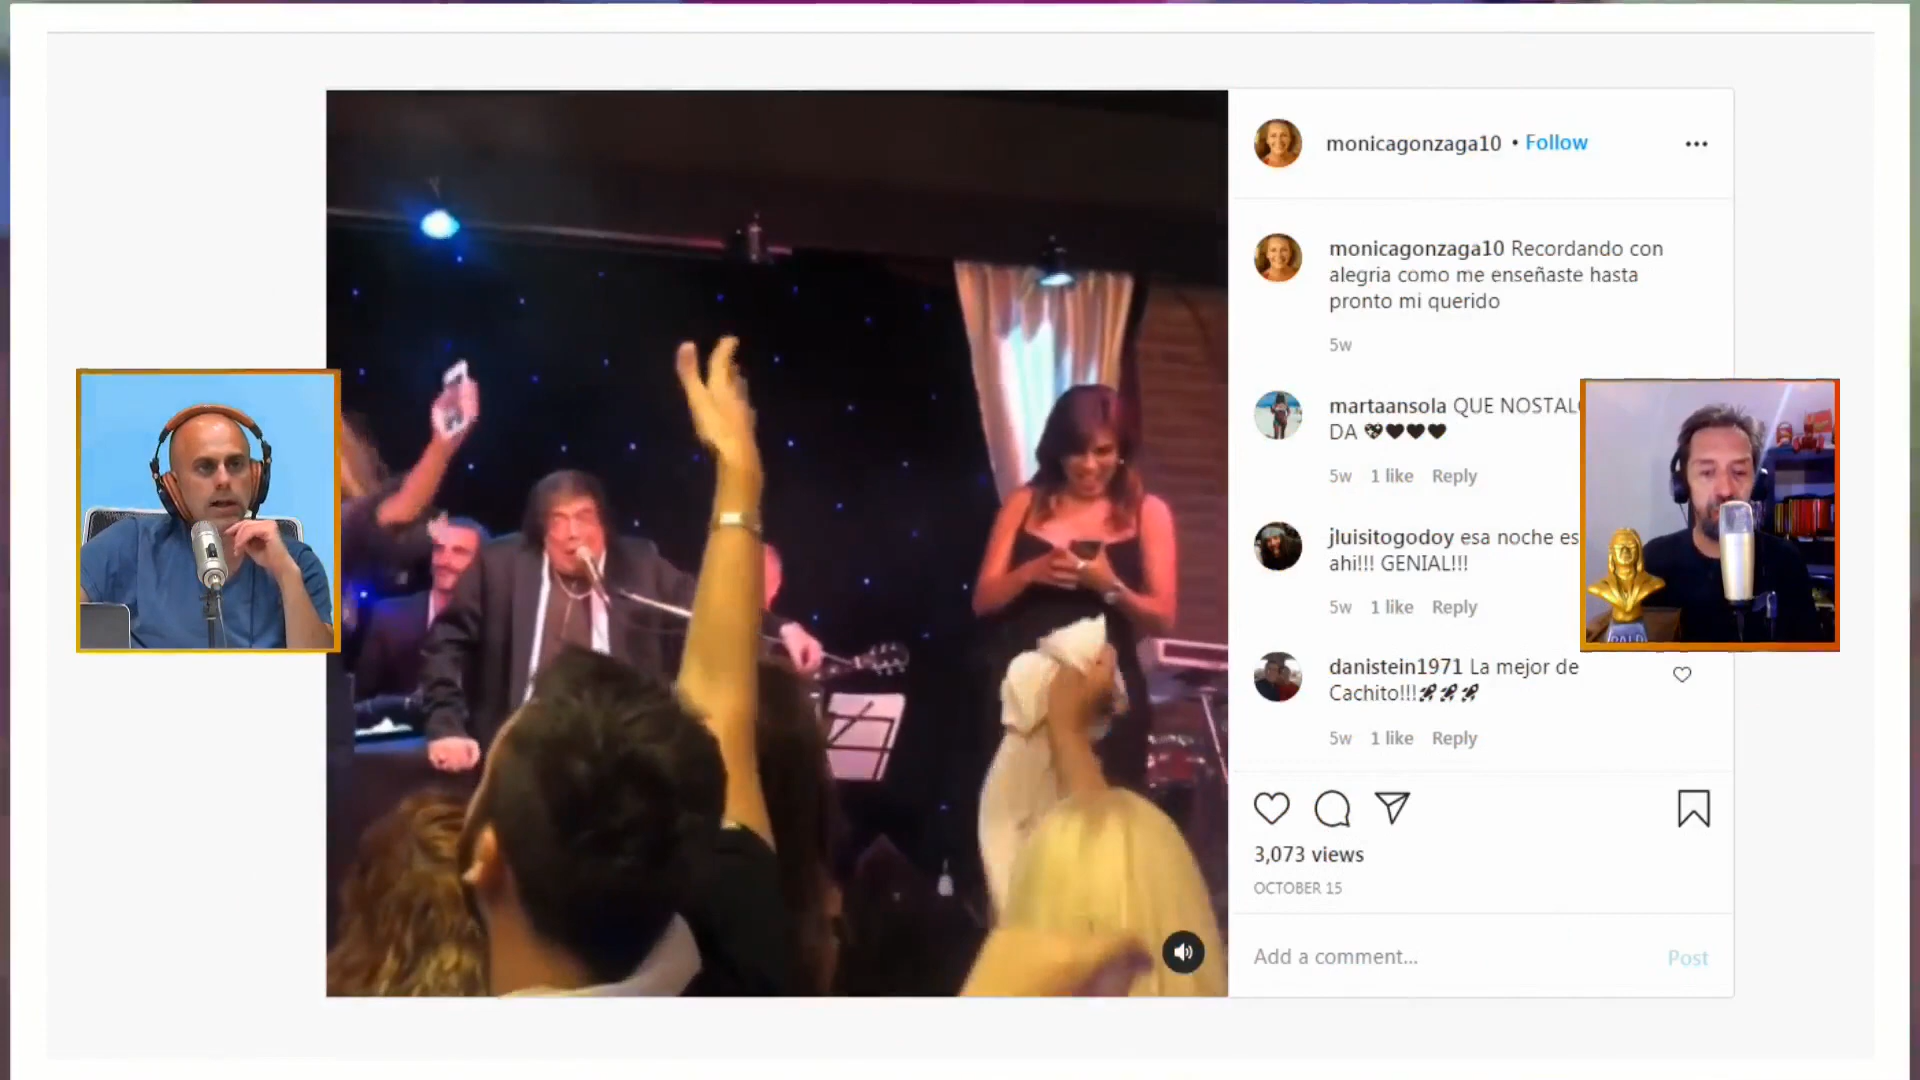 monicagonzaga10 • Follow
monicagonzaga10 Recordando con
alegria como me enseñaste hasta
pronto mi querido
5w
martaansola QUE
DA
5w 1 like Reply
jluisitogodoy esa noche
ahi!!! GENIAL!!!
5w 1 like Reply
danistein1971 La mejor de
Cachito!!!
5w 1 like Reply
3,073 views
OCTOBER 15
Add a comment...
Post